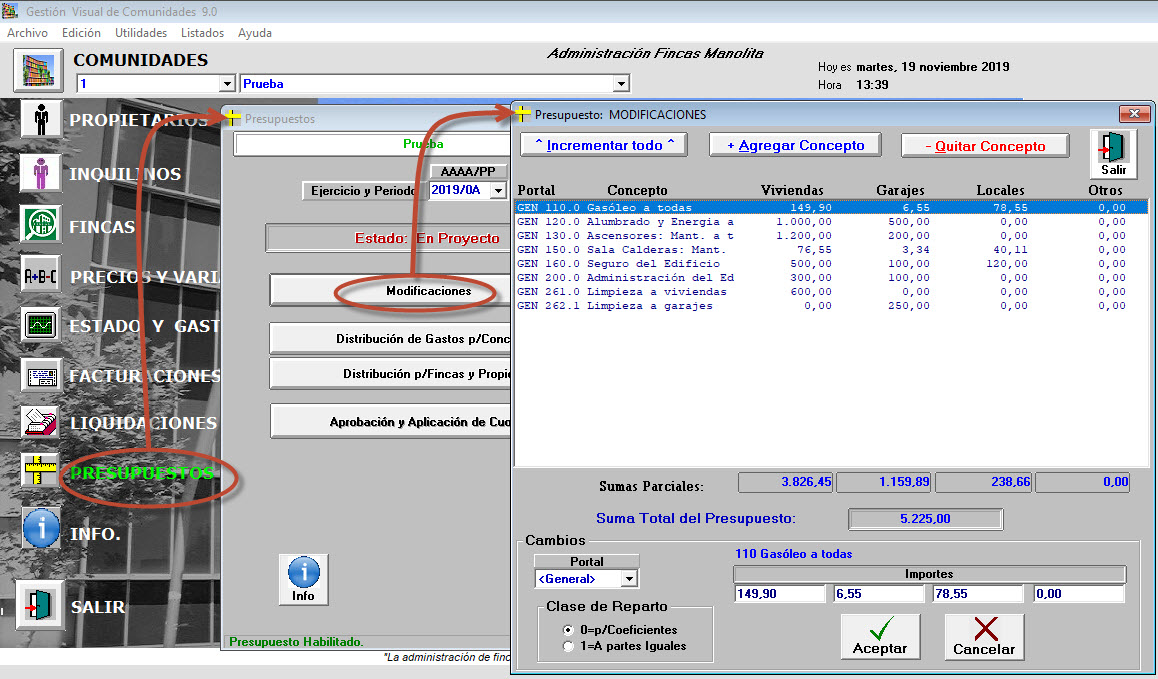 Gestión Visual de Comunidades 9.0
Archivo Edición Utilidades Listados Ayuda
COMUNIDADES
Administración Fincas Manolita
1 Prueba
Hoy es martes, 19 noviembre 2019
Hora 13:39
PROPIETARIOS
INQUILINOS
FINCAS
A+B-C
PRECIOS Y VARI
ESTADO Y GAST
FACTURACIONES
LIQUIDACIONES
PRESUPUESTOS
INFO.
SALIR
Presupuestos
Prueba
AAAA/PP
Ejercicio y Periodo 2019/0A
Estado: En Proyecto
Modificaciones
Distribución de Gastos p/Conc
Distribución p/Fincas y Propie
Aprobación y Aplicación de Cuo
Info
Presupuesto Habilitado.
"La administración de finc
Presupuesto: MODIFICACIONES
^ Incrementar todo ^ + Agregar Concepto - Quitar Concepto
Salir
Portal Concepto Viviendas Garajes Locales Otros
GEN 110.0 Gasóleo a todas 149,90 6,55 78,55 0,00
GEN 120.0 Alumbrado y Energia a 1.000,00 500,00 0,00 0,00
GEN 130.0 Ascensores: Mant. a t 1.200,00 200,00 0,00 0,00
GEN 150.0 Sala Calderas: Mant. 76,55 3,34 40,11 0,00
GEN 160.0 Seguro del Edificio 500,00 100,00 120,00 0,00
GEN 200.0 Administración del Ed 300,00 100,00 0,00 0,00
GEN 261.0 Limpieza a viviendas 600,00 0,00 0,00 0,00
GEN 262.1 Limpieza a garajes 0,00 250,00 0,00 0,00
Sumas Parciales: 3.826,45 1.159,89 238,66 0,00
Suma Total del Presupuesto: 5.225,00
Cambios
Portal
<General>
110 Gasóleo a todas
Importes
149,90 6,55 78,55 0,00
Clase de Reparto
0=p/Coeficientes
1=A partes Iguales
Aceptar
Cancelar